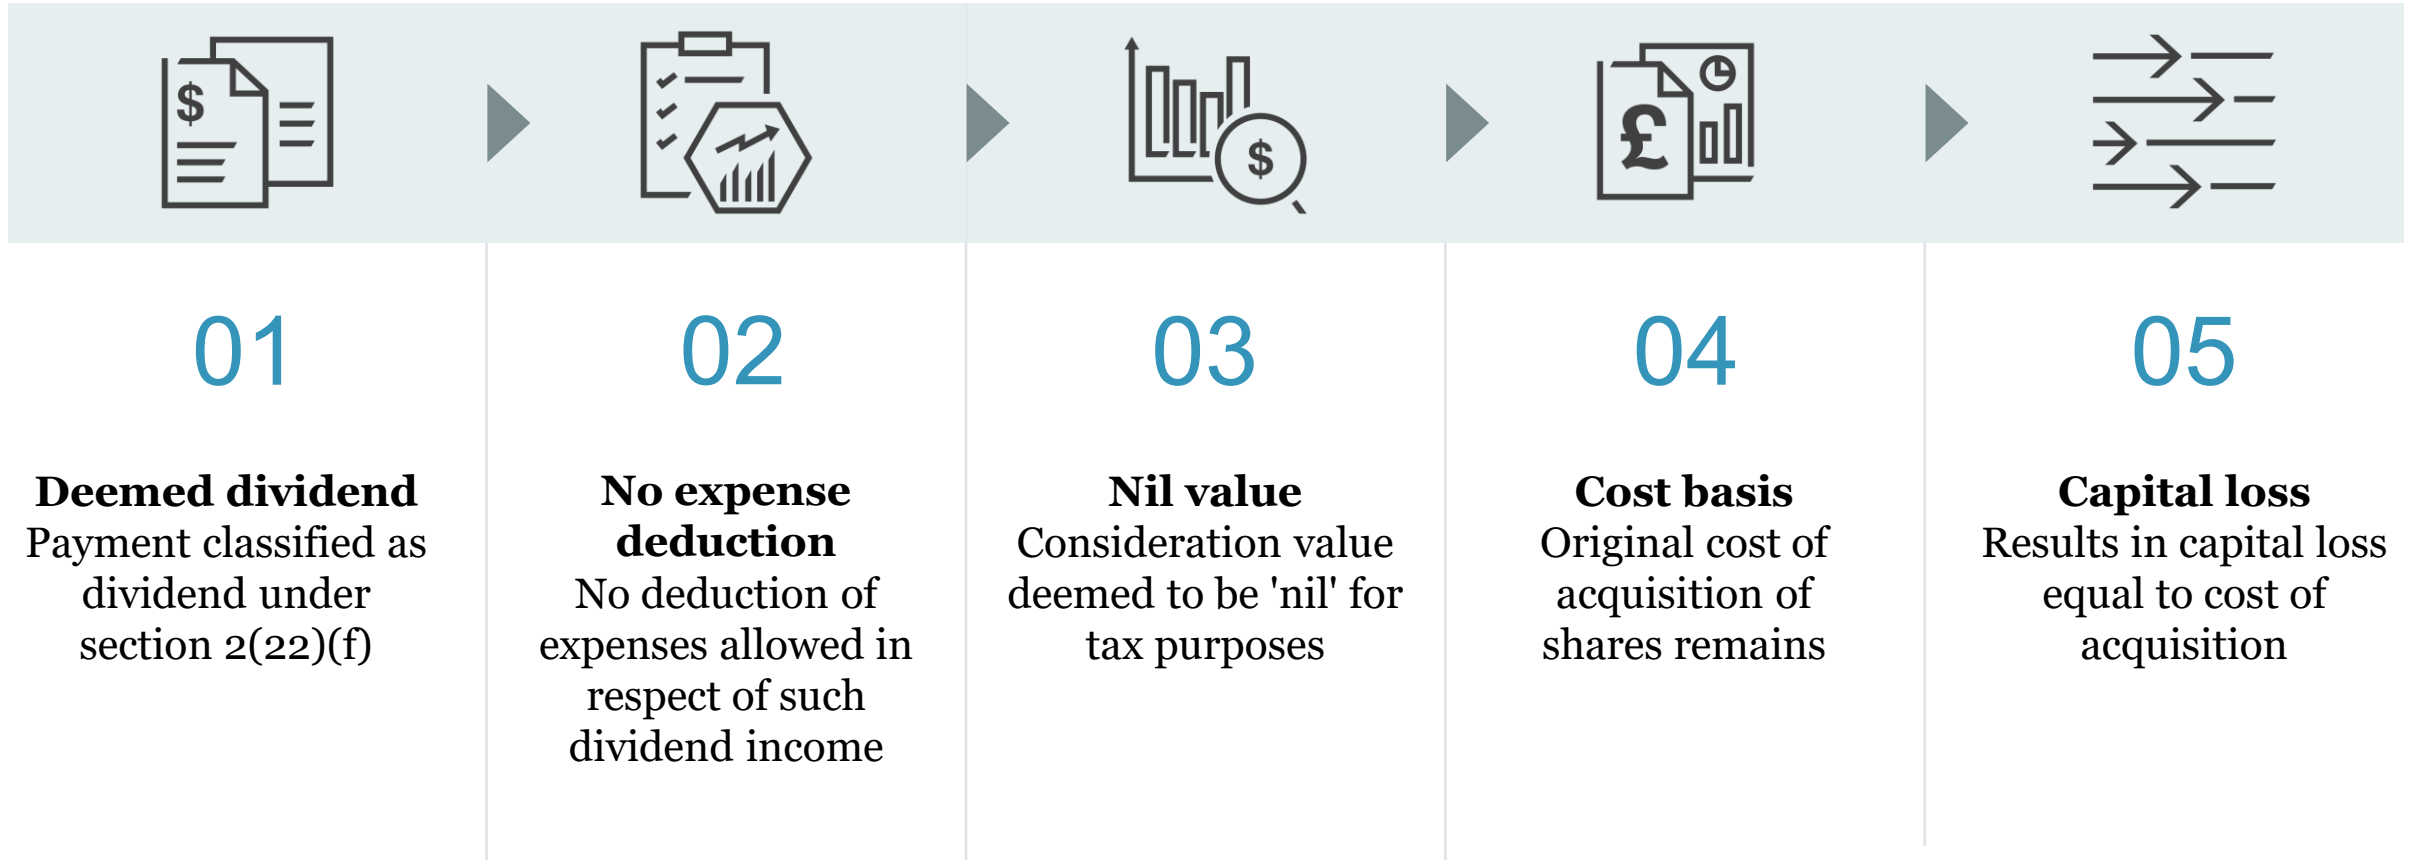 $
$
£
01
Deemed dividend
Payment classified as
dividend under
section 2(22)(f)
02
No expense
deduction
No deduction of
expenses allowed in
respect of such
dividend income
03
Nil value
Consideration value
deemed to be 'nil' for
tax purposes
04
Cost basis
Original cost of
acquisition of
shares remains
05
Capital loss
Results in capital loss
equal to cost of
acquisition